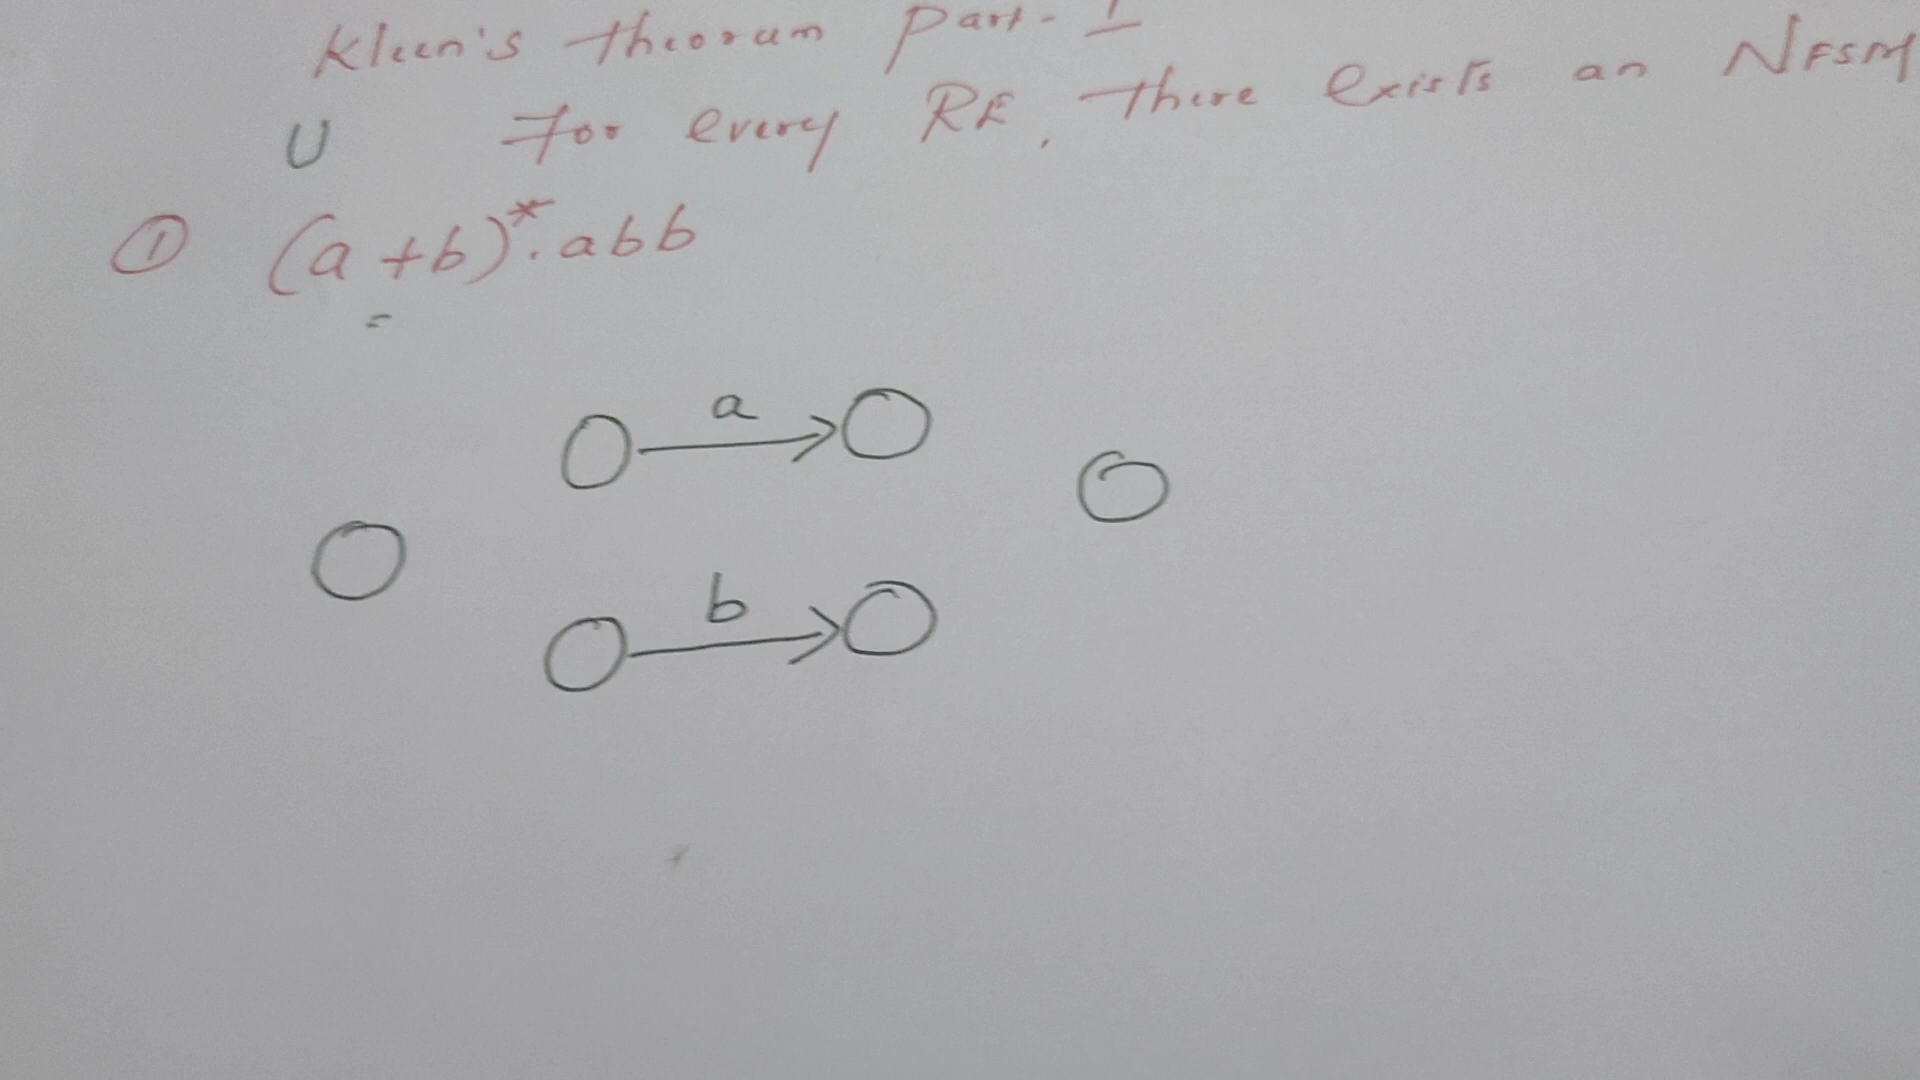 Kleen's theoram Part-I
U For every RE, there exists an NFSM
① (a+b)*.abb
=
a
b